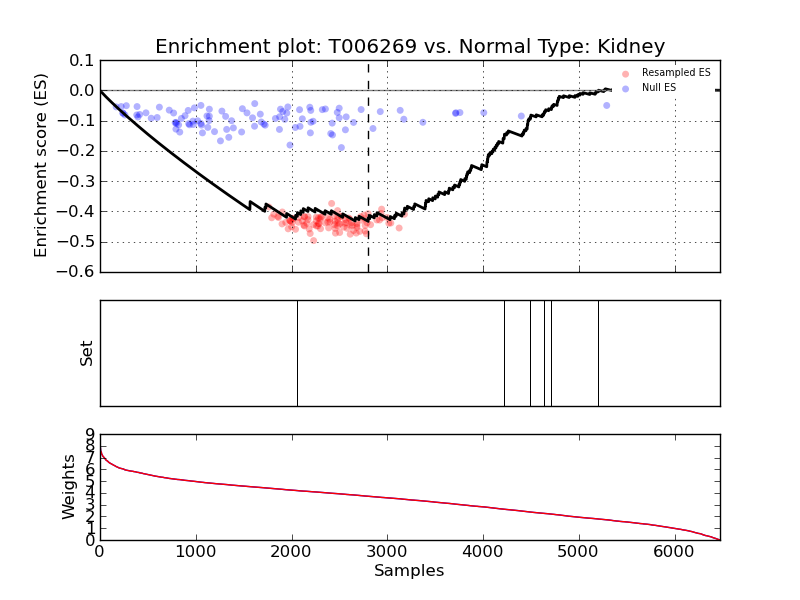 Enrichment plot: T006269 vs. Normal Type: Kidney
Enrichment score (ES)
0.1
0.0
−0.1
−0.2
−0.3
−0.4
−0.5
−0.6
Resampled ES
Null ES
Set
Weights
9
8
7
6
5
4
3
2
1
0
0 1000 2000 3000 4000 5000 6000
Samples